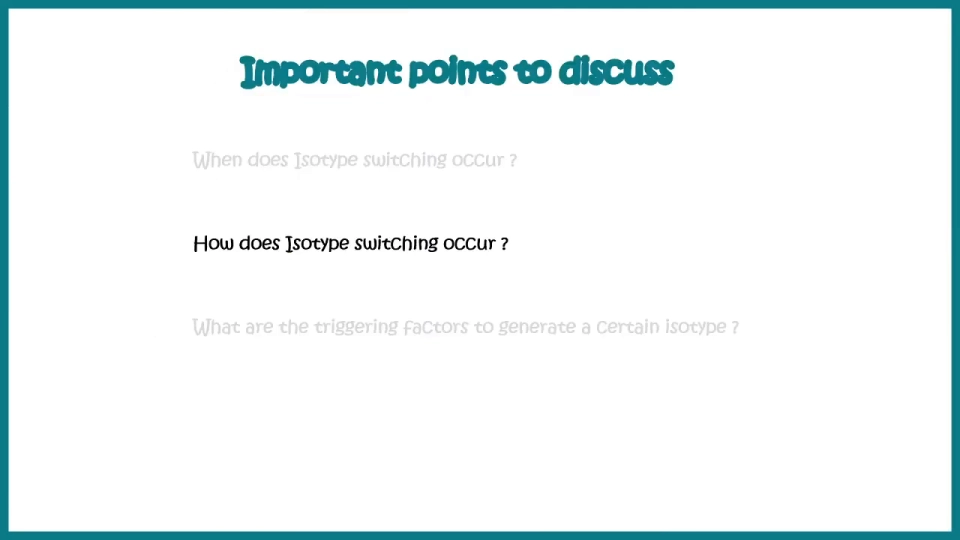 Important points to discuss
When does Isotype switching occur ?
How does Isotype switching occur ?
What are the triggering factors to generate a certain isotype ?